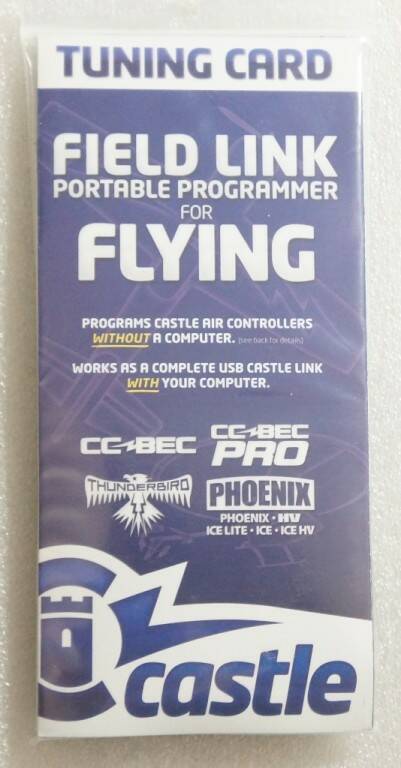 TUNING CARD
FIELD LINK
PORTABLE PROGRAMMER
FOR
FLYING
PROGRAMS CASTLE AIR CONTROLLERS
WITHOUT A COMPUTER. (see back for details)
WORKS AS A COMPLETE USB CASTLE LINK
WITH YOUR COMPUTER.
CC BEC
CC BEC
PRO
THUNDERBIRD
PHOENIX
PHOENIX • HV
ICE LITE • ICE • ICE HV
castle